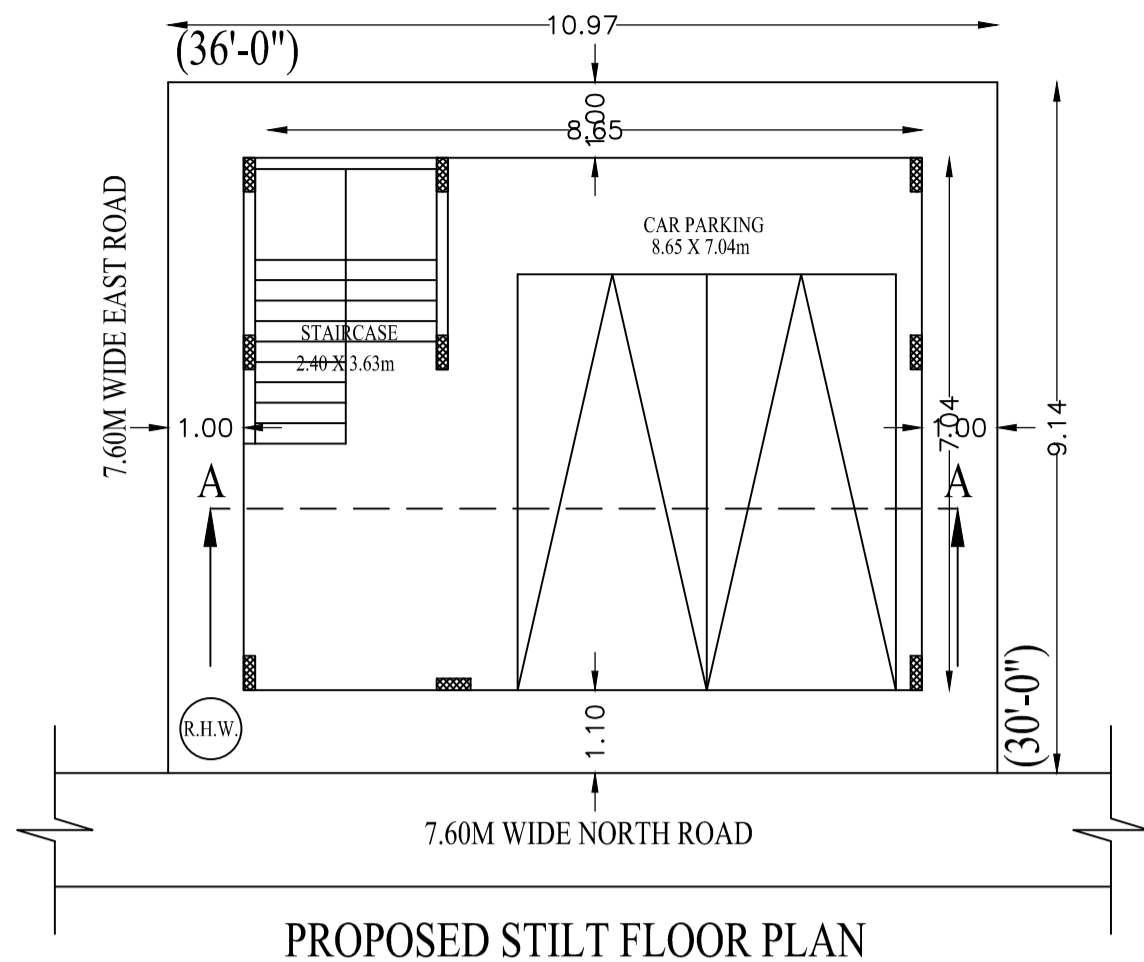 10.97
(36'-0")
1.00
8.65
7.60M WIDE EAST ROAD
CAR PARKING
8.65 X 7.04m
STAIRCASE
2.40 X 3.63m
1.00
7.04
1.00
9.14
A
A
1.10
(30'-0")
R.H.W.
7.60M WIDE NORTH ROAD
PROPOSED STILT FLOOR PLAN